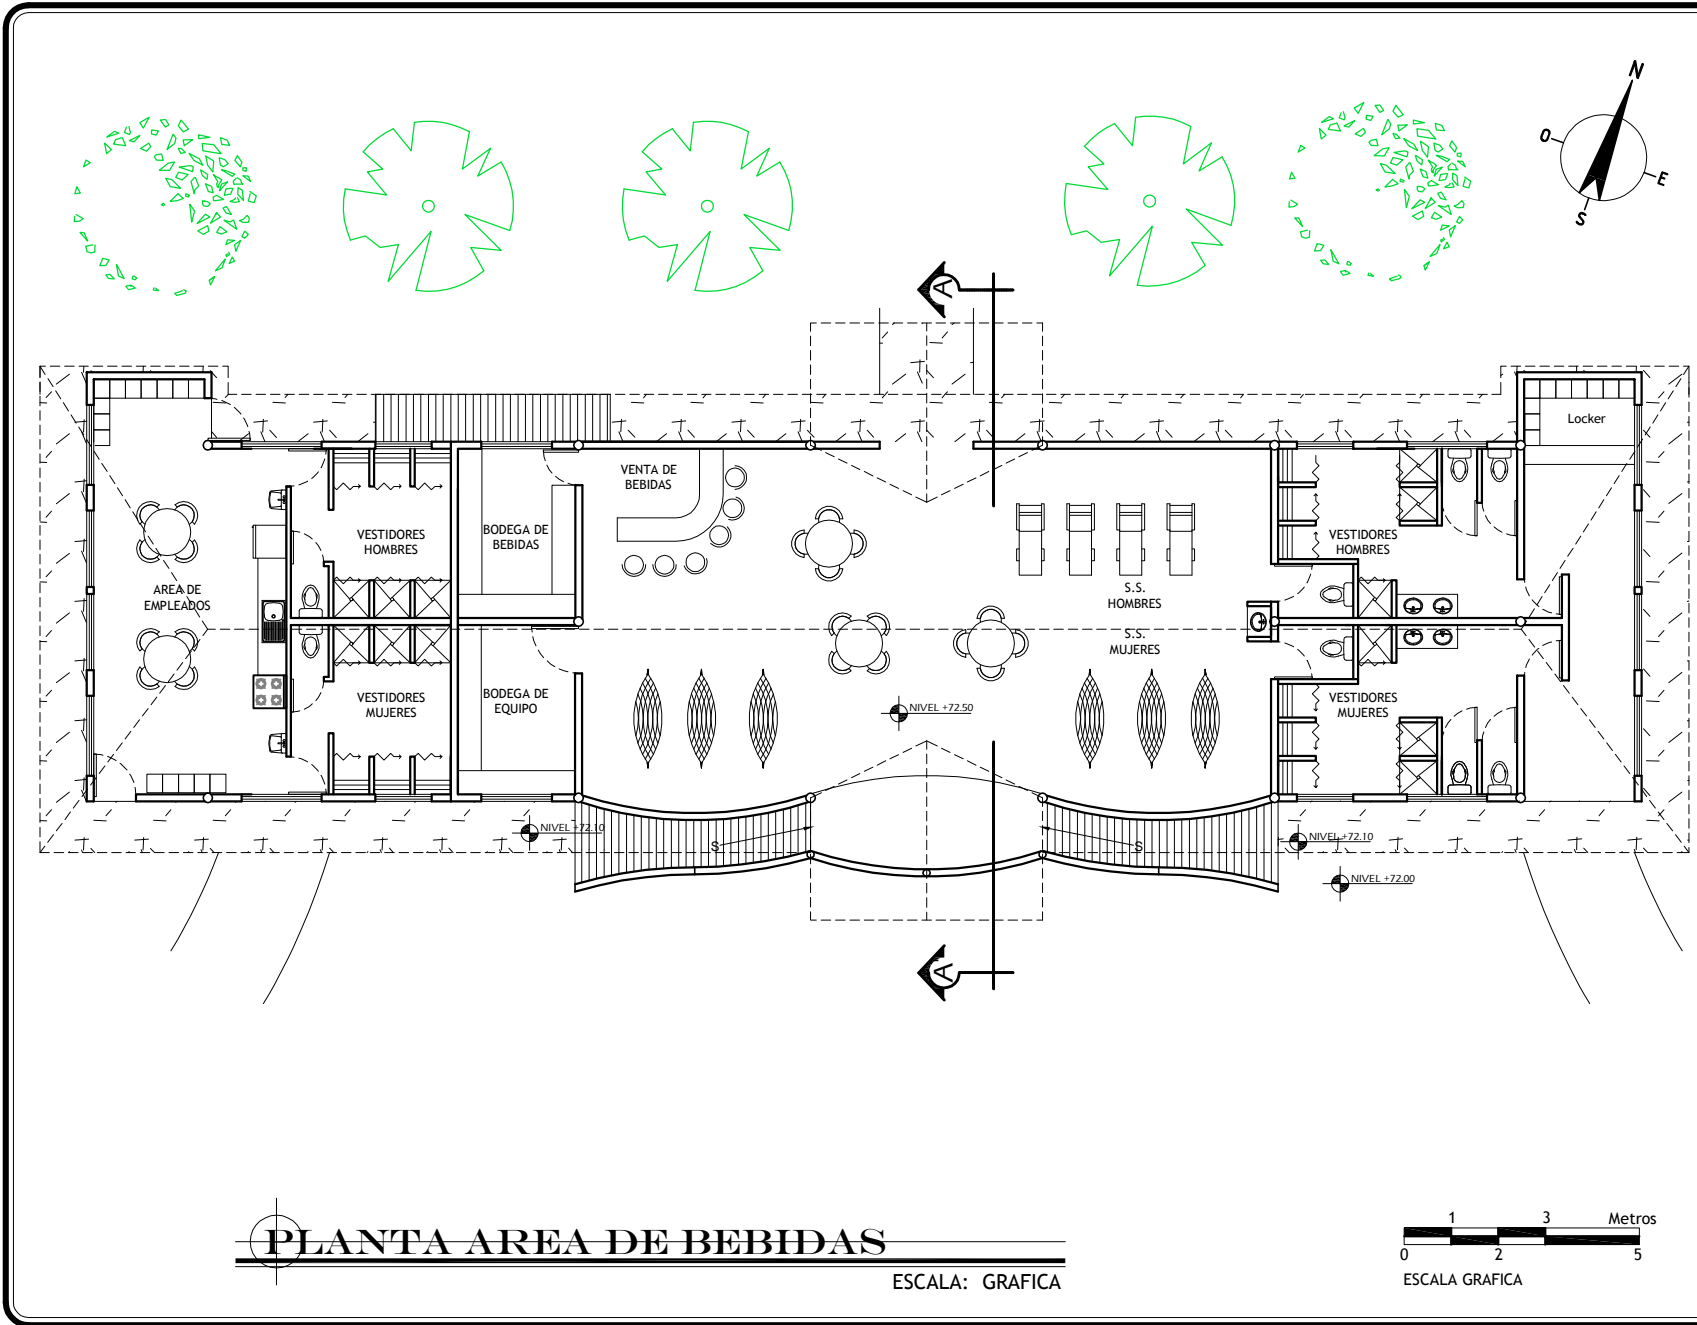 N
O
E
S
A
Locker
VENTA DE
BEBIDAS
BODEGA DE
BEBIDAS
VESTIDORES
HOMBRES
VESTIDORES
HOMBRES
AREA DE
EMPLEADOS
S.S.
HOMBRES
S.S.
MUJERES
VESTIDORES
MUJERES
BODEGA DE
EQUIPO
VESTIDORES
MUJERES
NIVEL +72.50
NIVEL +72.10
S
S
NIVEL +72.10
NIVEL +72.00
A
PLANTA AREA DE BEBIDAS
ESCALA: GRAFICA
1 3 Metros
0 2 5
ESCALA GRAFICA